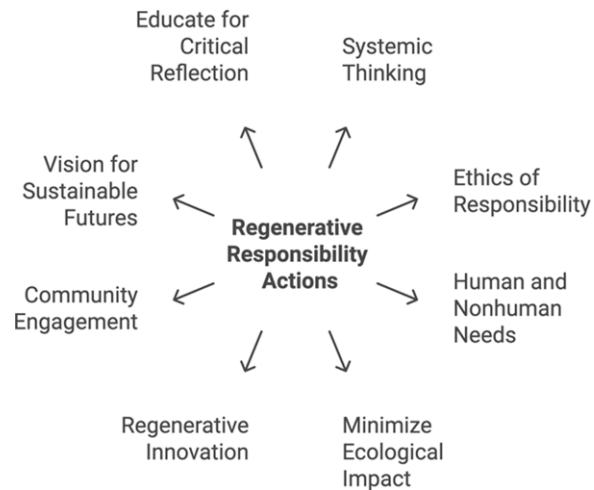 Educate for
Critical
Reflection
Systemic
Thinking
Vision for
Sustainable
Futures
Ethics of
Responsibility
Regenerative
Responsibility
Actions
Community
Engagement
Human and
Nonhuman
Needs
Regenerative
Innovation
Minimize
Ecological
Impact